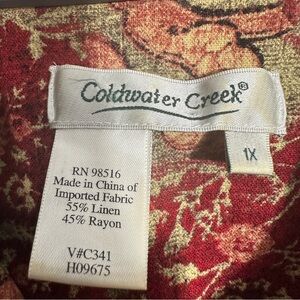 Coldwater Creek®
1X
RN 98516
Made in China of
Imported Fabric
55% Linen
45% Rayon
V#C341
H09675